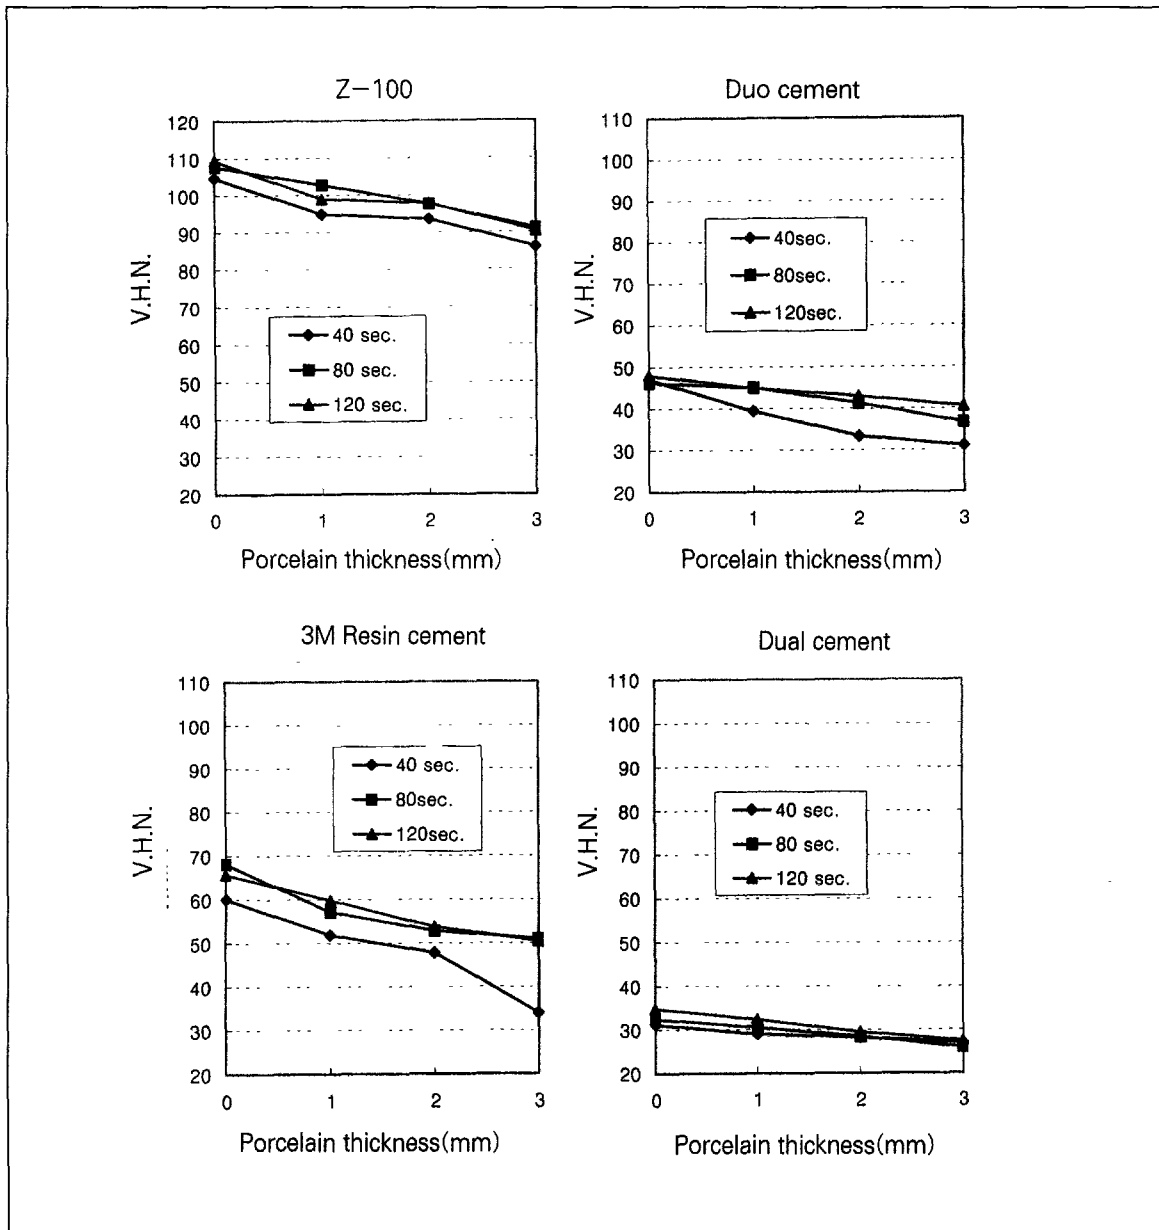 Z-100
120
110
100
90
80
70
60
50
40
30
20
V.H.N.
40 sec.
80 sec.
120 sec.
0 1 2 3
Porcelain thickness(mm)
Duo cement
110
100
90
80
70
60
50
40
30
20
V.H.N.
40sec.
80sec.
120sec.
0 1 2 3
Porcelain thickness(mm)
3M Resin cement
110
100
90
80
70
60
50
40
30
20
V.H.N.
40 sec.
80sec.
120sec.
0 1 2 3
Porcelain thickness(mm)
Dual cement
110
100
90
80
70
60
50
40
30
20
V.H.N.
40 sec.
80 sec.
120 sec.
0 1 2 3
Porcelain thickness(mm)